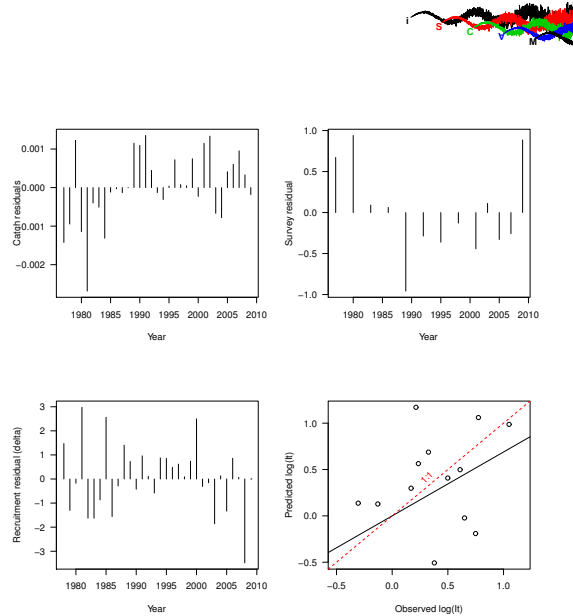 i S C A M
0.001
0.000
−0.001
−0.002
Catch residuals
1980 1985 1990 1995 2000 2005 2010
Year
1.0
0.5
0.0
−0.5
−1.0
Survey residual
1980 1985 1990 1995 2000 2005 2010
Year
3
2
1
0
−1
−2
−3
Recruitment residual (delta)
1980 1985 1990 1995 2000 2005 2010
Year
1.0
0.5
0.0
−0.5
Predicted log(It)
1:1
−0.5 0.0 0.5 1.0
Observed log(It)